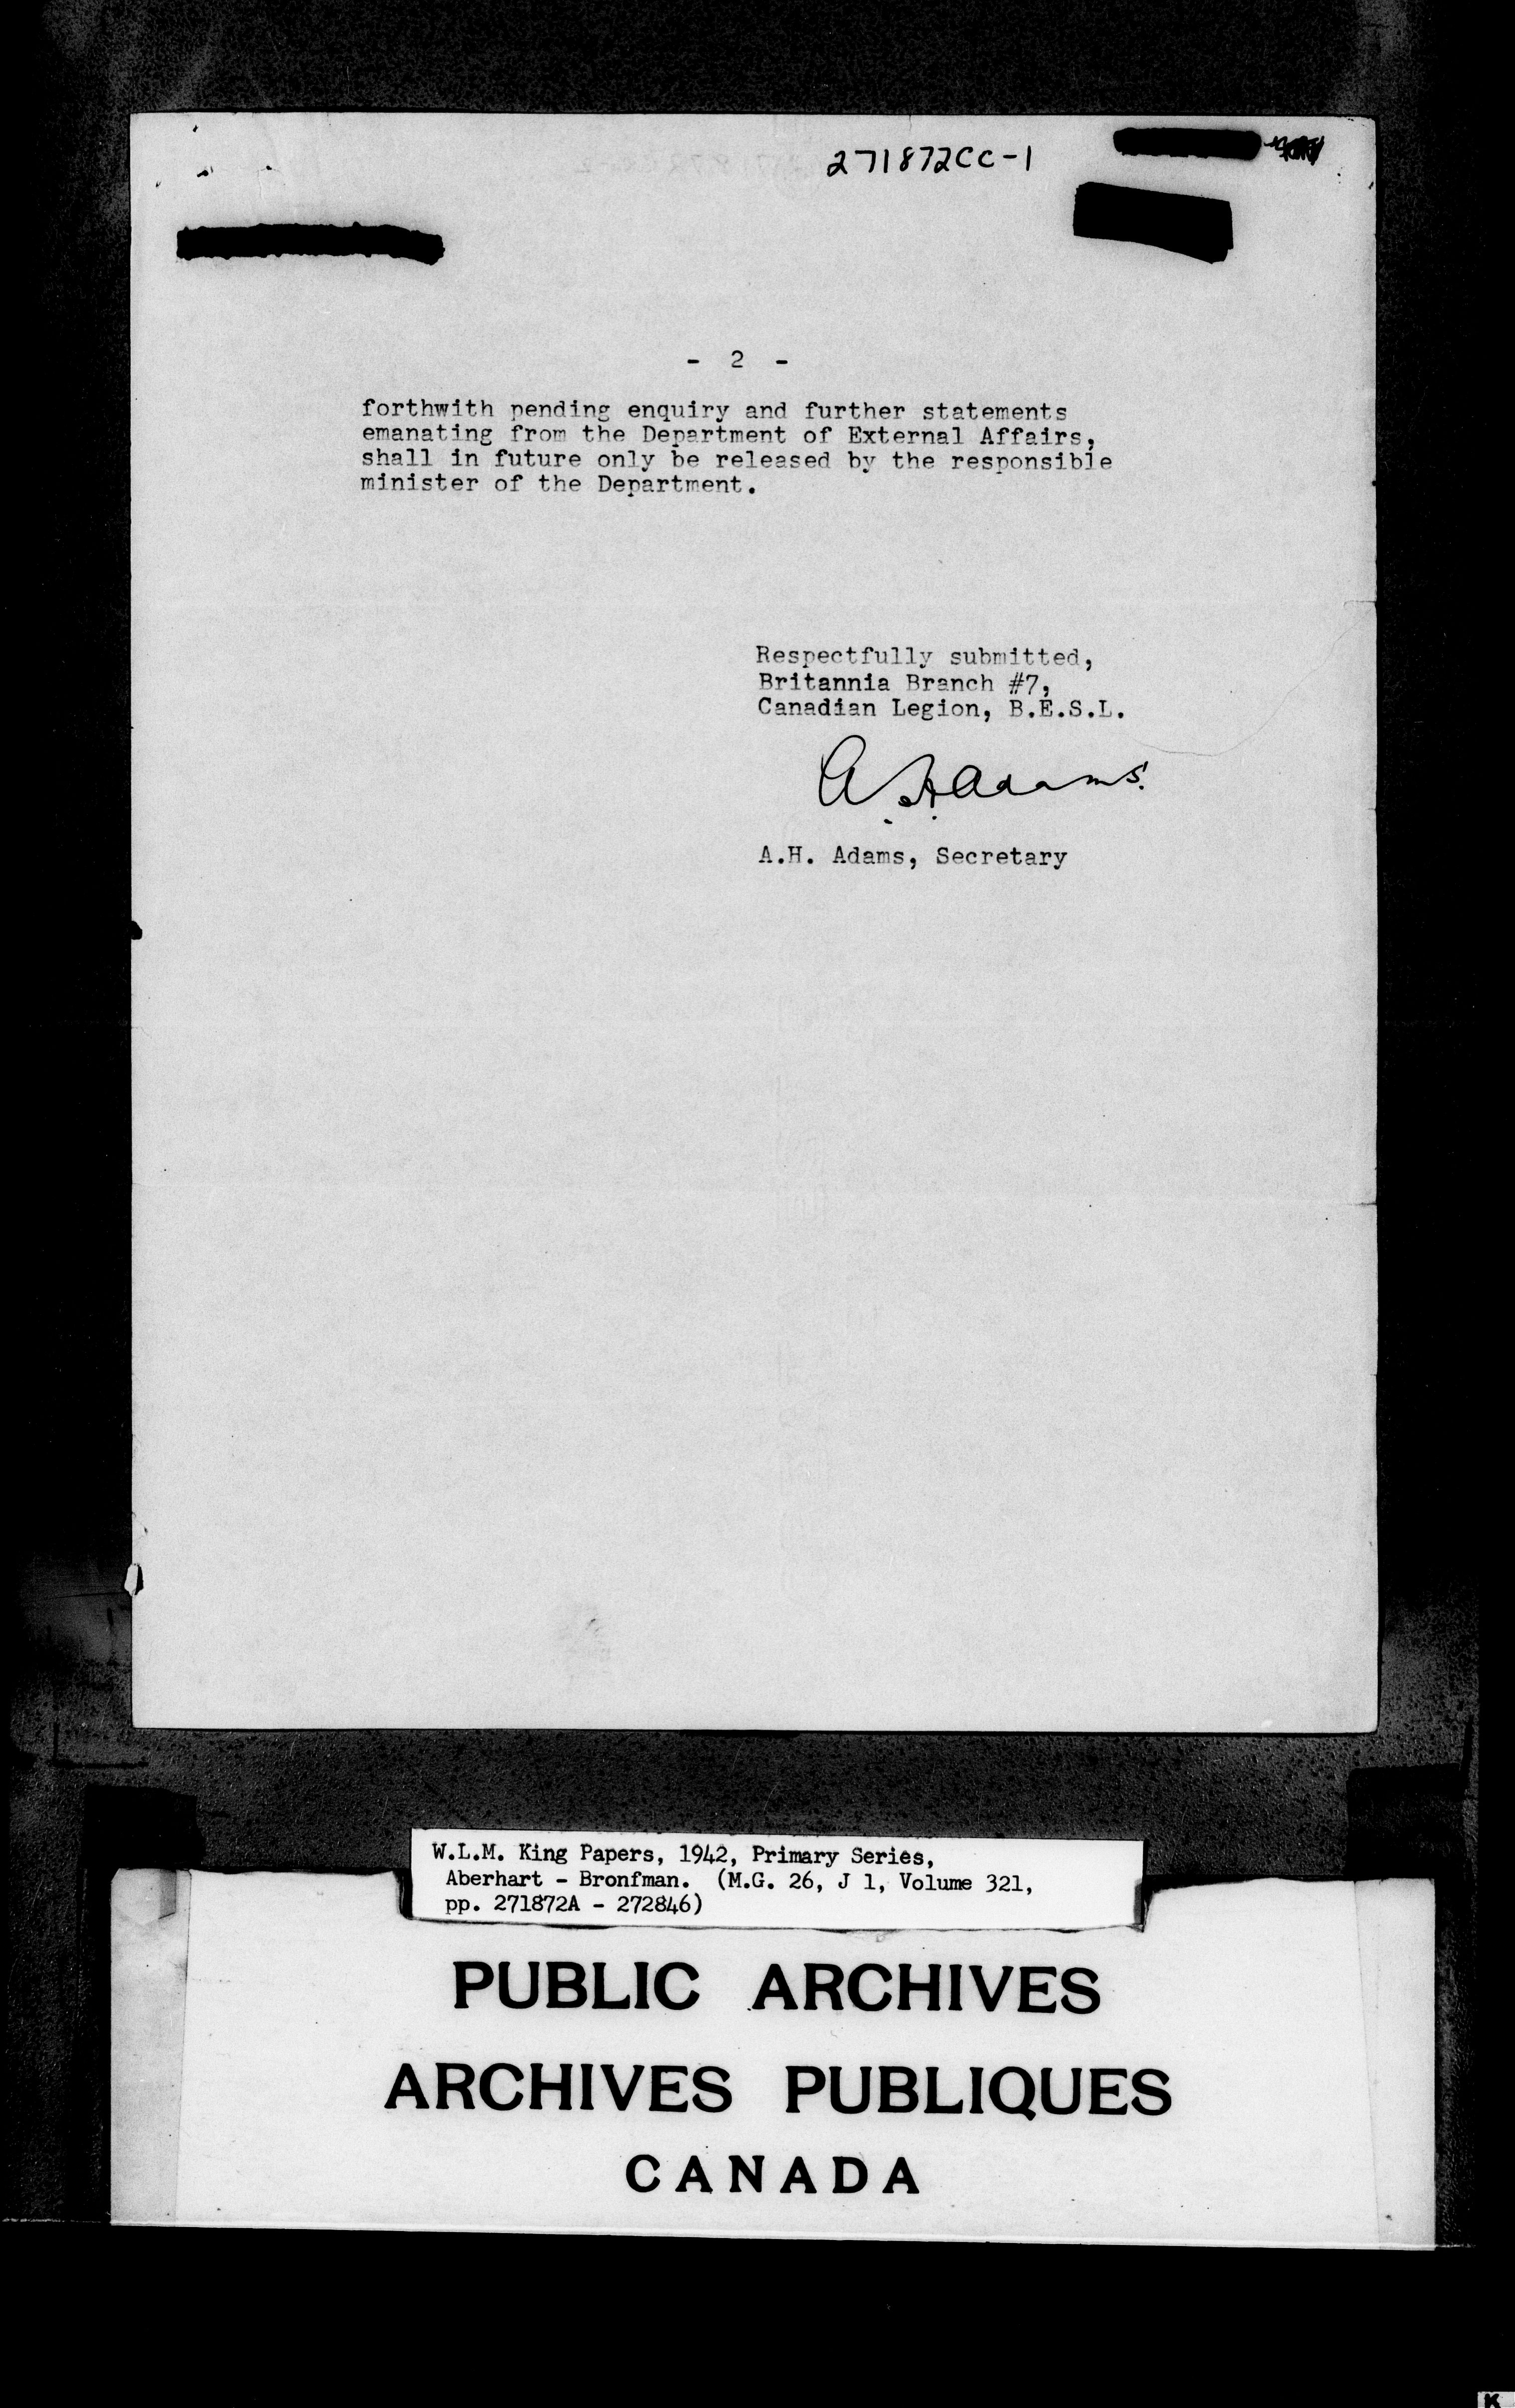 271872CC-1
- 2 -
forthwith pending enquiry and further statements
emanating from the Department of External Affairs,
shall in future only be released by the responsible
minister of the Department.
Respectfully submitted,
Britannia Branch #7,
Canadian Legion, B.E.S.L.
A.H. Adams.
A.H. Adams, Secretary
W.L.M. King Papers, 1942, Primary Series,
Aberhart - Bronfman. (M.G. 26, J 1, Volume 321,
pp. 271872A - 272846)
PUBLIC ARCHIVES
ARCHIVES PUBLIQUES
CANADA
K